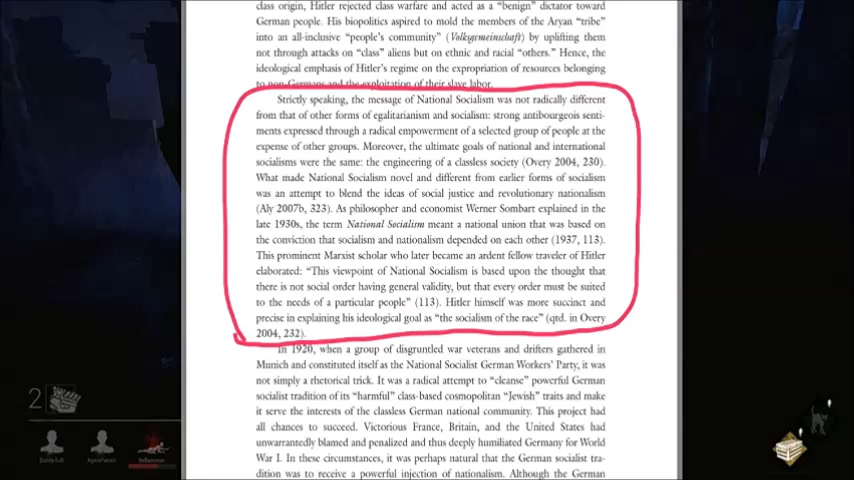 class origin, Hitler rejected class warfare and acted as a “benign” dictator toward
German people. His biopolitics aspired to mold the members of the Aryan “tribe”
into an all-inclusive “people’s community” (Volksgemeinschaft) by uplifting them
not through attacks on “class” aliens but on ethnic and racial “others.” Hence, the
ideological emphasis of Hitler’s regime on the expropriation of resources belonging
to non-Germans and the exploitation of their slave labor.
Strictly speaking, the message of National Socialism was not radically different
from that of other forms of egalitarianism and socialism: strong antibourgeois senti-
ments expressed through a radical empowerment of a selected group of people at the
expense of other groups. Moreover, the ultimate goals of national and international
socialisms were the same: the engineering of a classless society (Overy 2004, 230).
What made National Socialism novel and different from earlier forms of socialism
was an attempt to blend the ideas of social justice and revolutionary nationalism
(Aly 2007b, 323). As philosopher and economist Werner Sombart explained in the
late 1930s, the term National Socialism meant a national union that was based on
the conviction that socialism and nationalism depended on each other (1937, 113).
This prominent Marxist scholar who later became an ardent fellow traveler of Hitler
elaborated: “This viewpoint of National Socialism is based upon the thought that
there is not social order having general validity, but that every order must be suited
to the needs of a particular people” (113). Hitler himself was more succinct and
precise in explaining his ideological goal as “the socialism of the race” (qtd. in Overy
2004, 232).
In 1920, when a group of disgruntled war veterans and drifters gathered in
Munich and constituted itself as the National Socialist German Workers’ Party, it was
not simply a rhetorical trick. It was a radical attempt to “cleanse” powerful German
socialist tradition of its “harmful” class-based cosmopolitan “Jewish” traits and make
it serve the interests of the classless German national community. This project had
all chances to succeed. Victorious France, Britain, and the United States had
unwarrantedly blamed and penalized and thus deeply humiliated Germany for World
War I. In these circumstances, it was perhaps natural that the German socialist tra-
dition was to receive a powerful injection of nationalism. Although the German
2